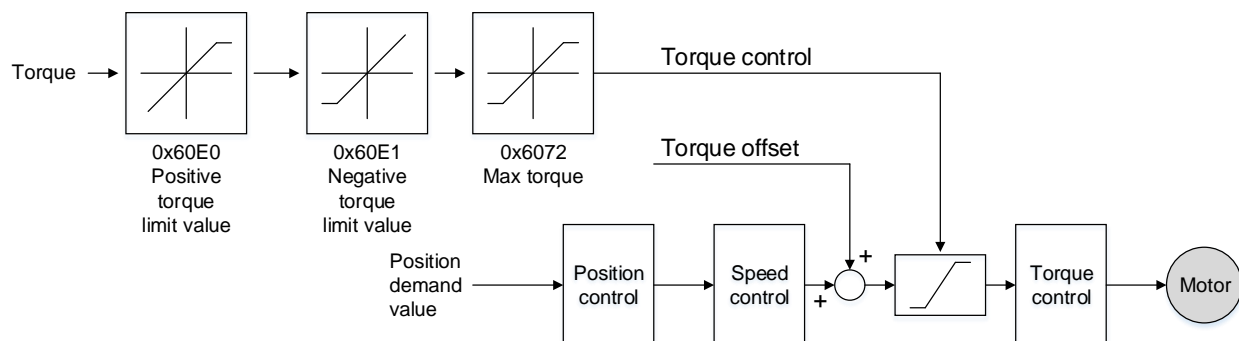 Torque
0x60E0
Positive
torque
limit value
0x60E1
Negative
torque
limit value
0x6072
Max torque
Torque control
Torque offset
Position
demand
value
Position
control
Speed
control
+
+
Torque
control
Motor